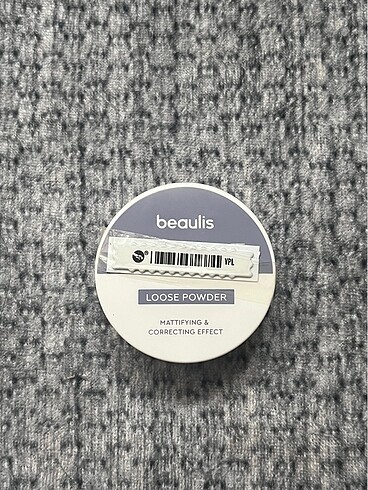 beaulis
VPL
LOOSE POWDER
MATTIFYING &
CORRECTING EFFECT